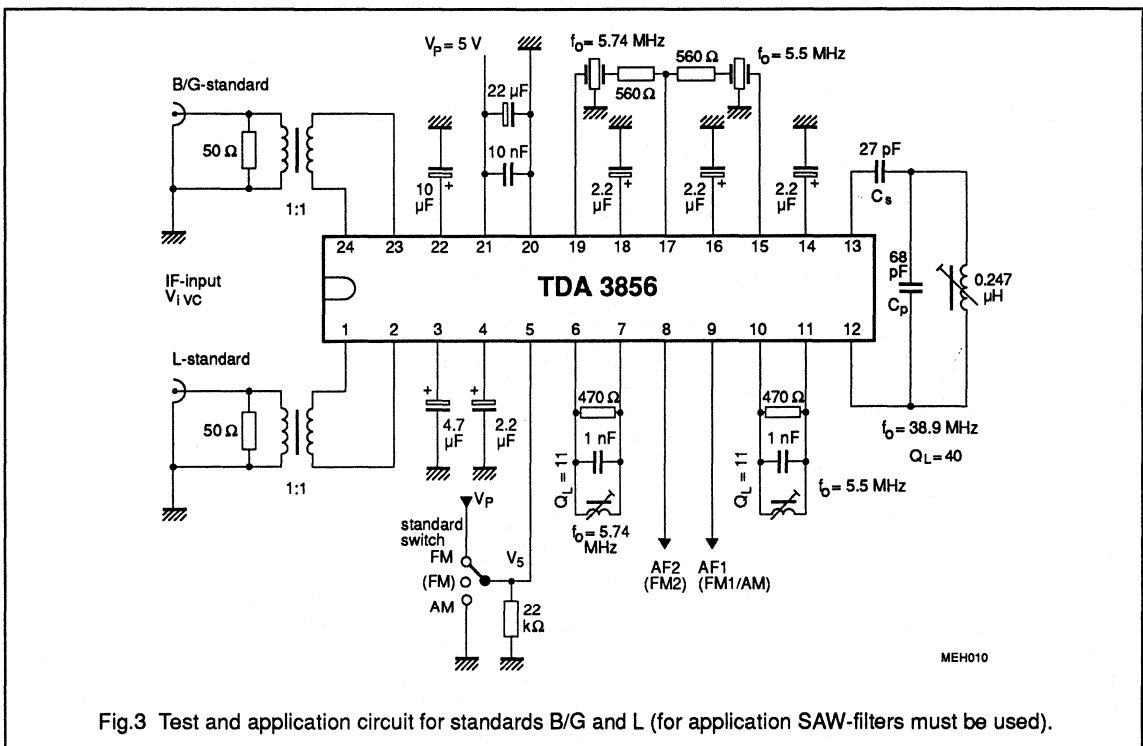 V_P = 5 V
f_o = 5.74 MHz
560 Ω
f_o = 5.5 MHz
B/G-standard
22 µF
560 Ω
50 Ω
10 nF
27 pF
10 µF
+
2.2 µF
+
2.2 µF
+
2.2 µF
+
C_s
1:1
24 23 22 21 20 19 18 17 16 15 14 13
68 pF
C_p
0.247 µH
IF-input
V_i VC
TDA 3856
1 2 3 4 5 6 7 8 9 10 11 12
L-standard
50 Ω
+
4.7 µF
+
2.2 µF
470 Ω
470 Ω
1 nF
1 nF
f_o = 38.9 MHz
Q_L = 40
1:1
Q_L = 11
Q_L = 11
f_o = 5.5 MHz
V_P
standard switch
f_o = 5.74 MHz
FM
V_5
(FM)
AM
22 kΩ
AF2
(FM2)
AF1
(FM1/AM)
MEH010
Fig.3 Test and application circuit for standards B/G and L (for application SAW-filters must be used).